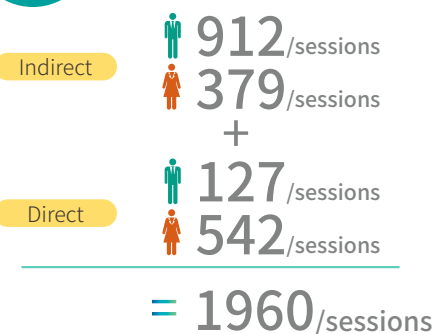 Indirect
912/sessions
379/sessions
+
Direct
127/sessions
542/sessions
= 1960/sessions